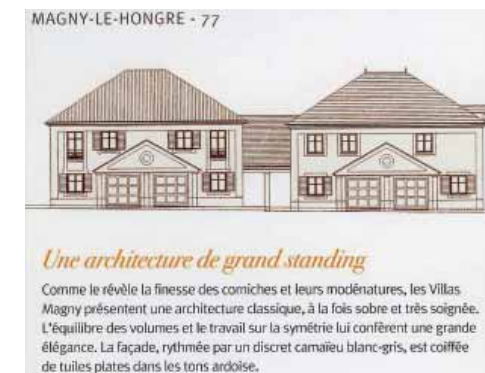 MAGNY-LE-HONGRE - 77
Une architecture de grand standing
Comme le révèle la finesse des corniches et leurs modénatures, les Villas
Magny présentent une architecture classique, à la fois sobre et très soignée.
L'équilibre des volumes et le travail sur la symétrie lui confèrent une grande
élégance. La façade, rythmée par un discret camaïeu blanc-gris, est coiffée
de tuiles plates dans les tons ardoise.